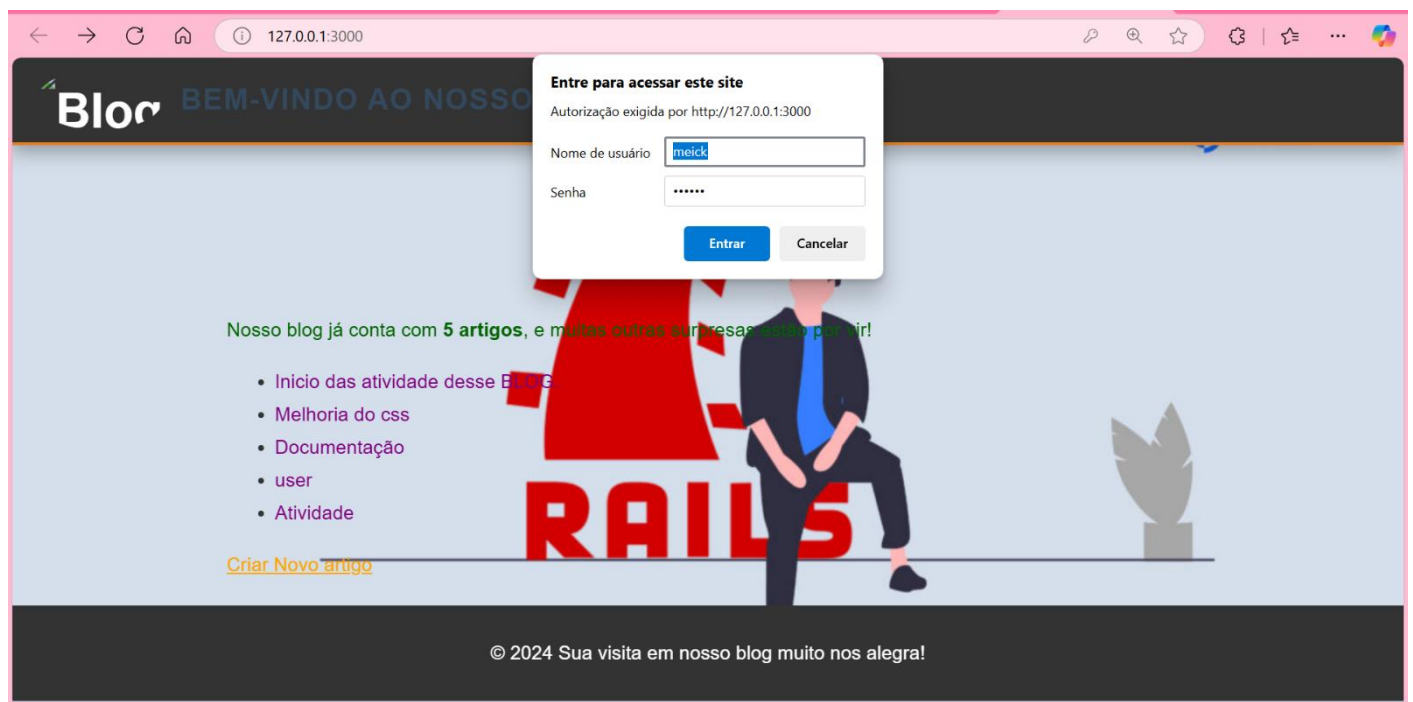 127.0.0.1:3000
Blog BEM-VINDO AO NOSSO
Entre para acessar este site
Autorização exigida por http://127.0.0.1:3000
Nome de usuário meick
Senha ••••••
Entrar Cancelar
Nosso blog já conta com 5 artigos, e muitas outras surpresas estão por vir!
• Inicio das atividade desse BLOG.
• Melhoria do css
• Documentação
• user
• Atividade
Criar Novo artigo
RAILS
© 2024 Sua visita em nosso blog muito nos alegra!